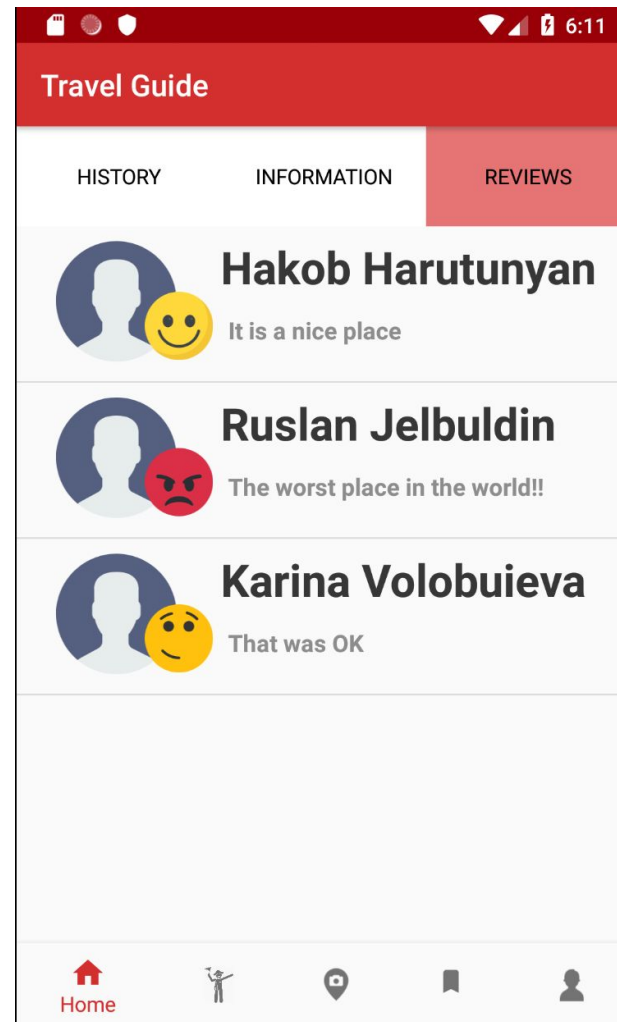 6:11
Travel Guide
HISTORY INFORMATION REVIEWS
Hakob Harutunyan
It is a nice place
Ruslan Jelbuldin
The worst place in the world!!
Karina Volobuieva
That was OK
Home